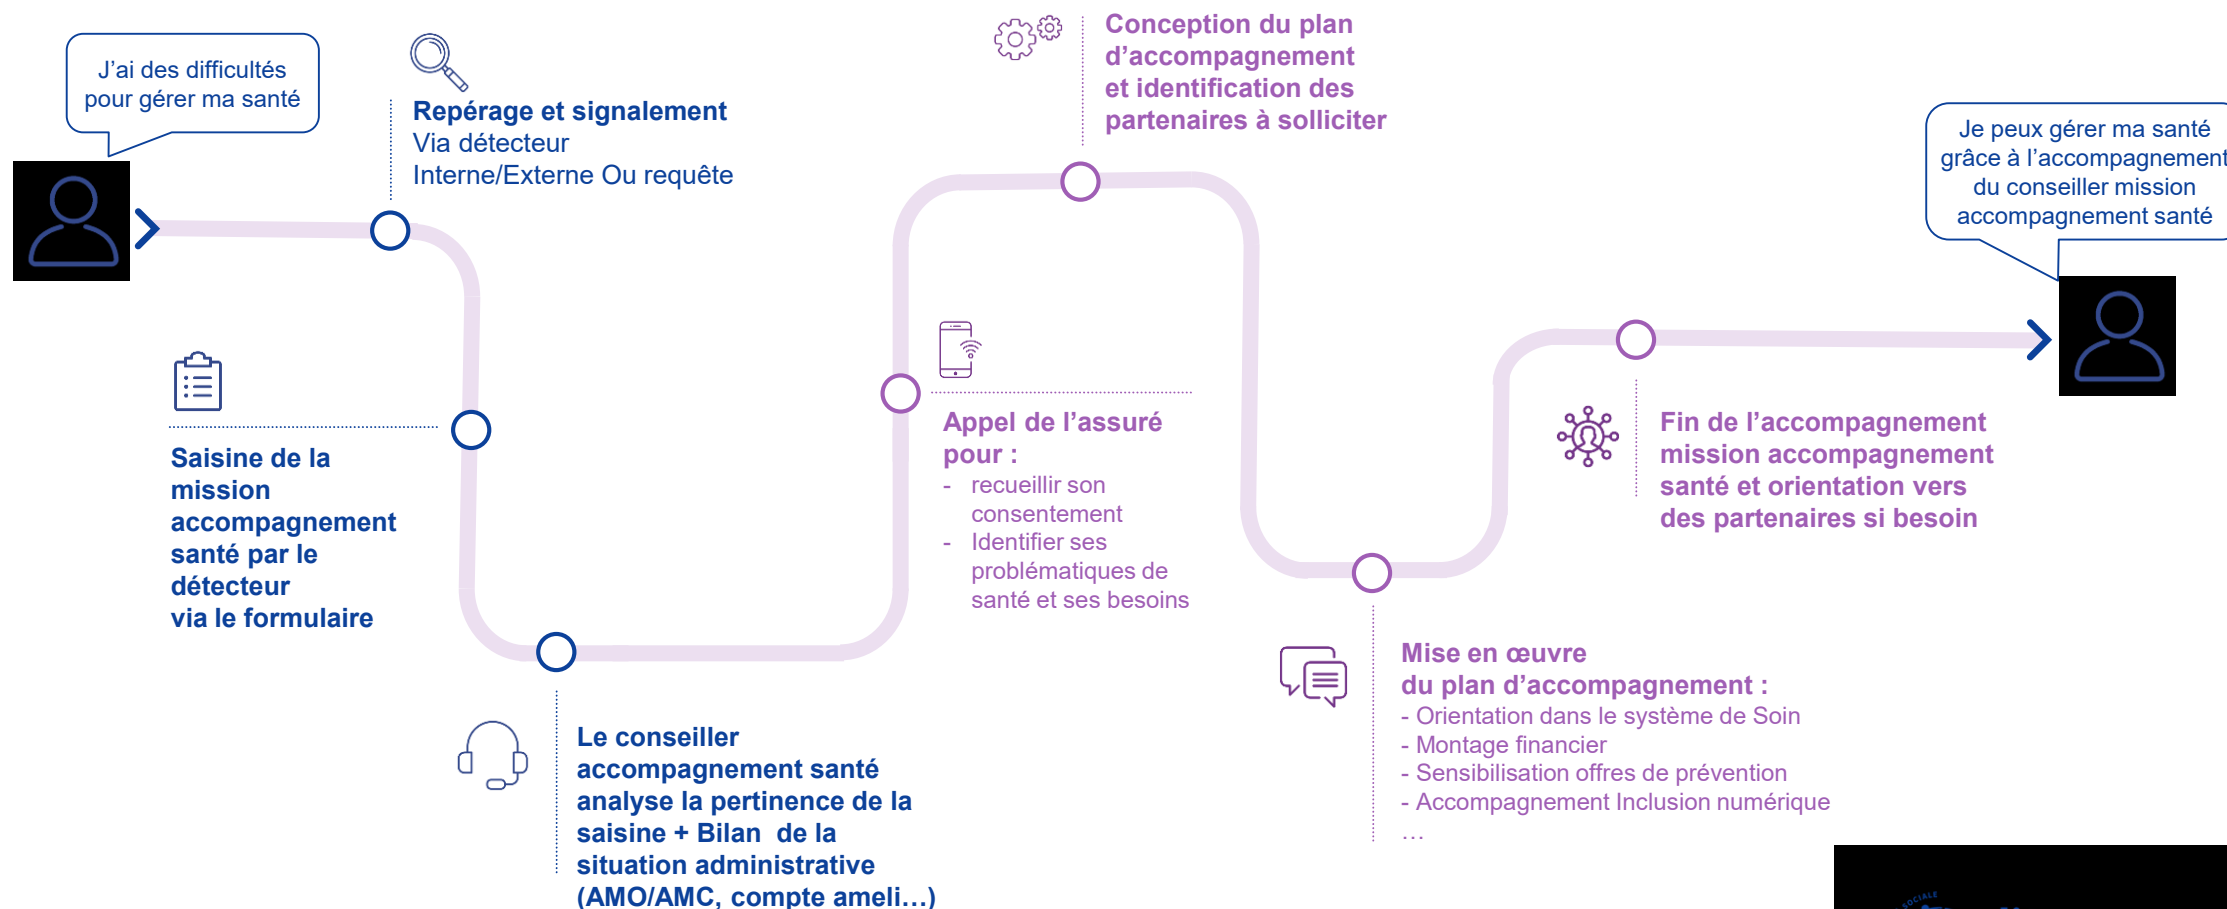 J’ai des difficultés
pour gérer ma santé
Repérage et signalement
Via détecteur
Interne/Externe Ou requête
Saisine de la
mission
accompagnement
santé par le
détecteur
via le formulaire
Le conseiller
accompagnement santé
analyse la pertinence de la
saisine + Bilan  de la
situation administrative
(AMO/AMC, compte ameli…)
Appel de l’assuré
pour :
- recueillir son
consentement
- Identifier ses
problématiques de
santé et ses besoins
Conception du plan
d’accompagnement
et identification des
partenaires à solliciter
Mise en œuvre
du plan d’accompagnement :
- Orientation dans le système de Soin
- Montage financier
- Sensibilisation offres de prévention
- Accompagnement Inclusion numérique
…
Fin de l’accompagnement
mission accompagnement
santé et orientation vers
des partenaires si besoin
Je peux gérer ma santé
grâce à l’accompagnement
du conseiller mission
accompagnement santé
SOCIALE